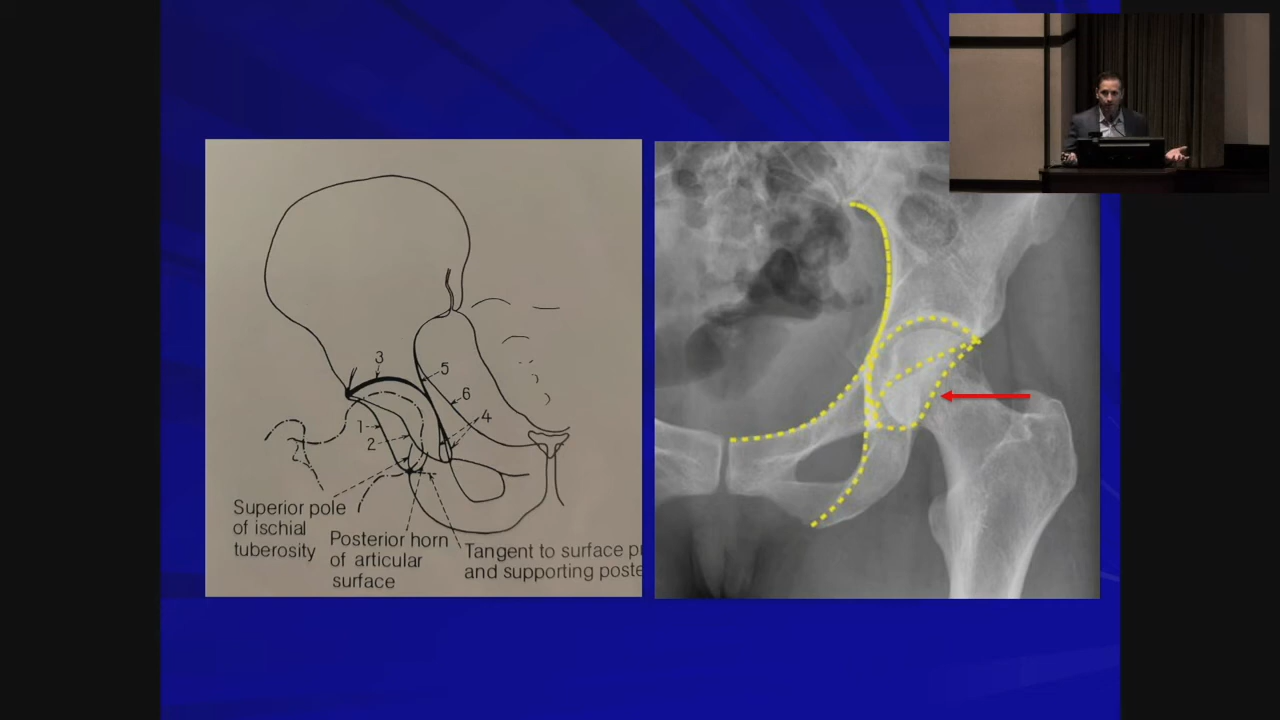 3
5
6
4
1
2
Superior pole
of ischial
tuberosity
Posterior horn
of articular
surface
Tangent to surface
and supporting